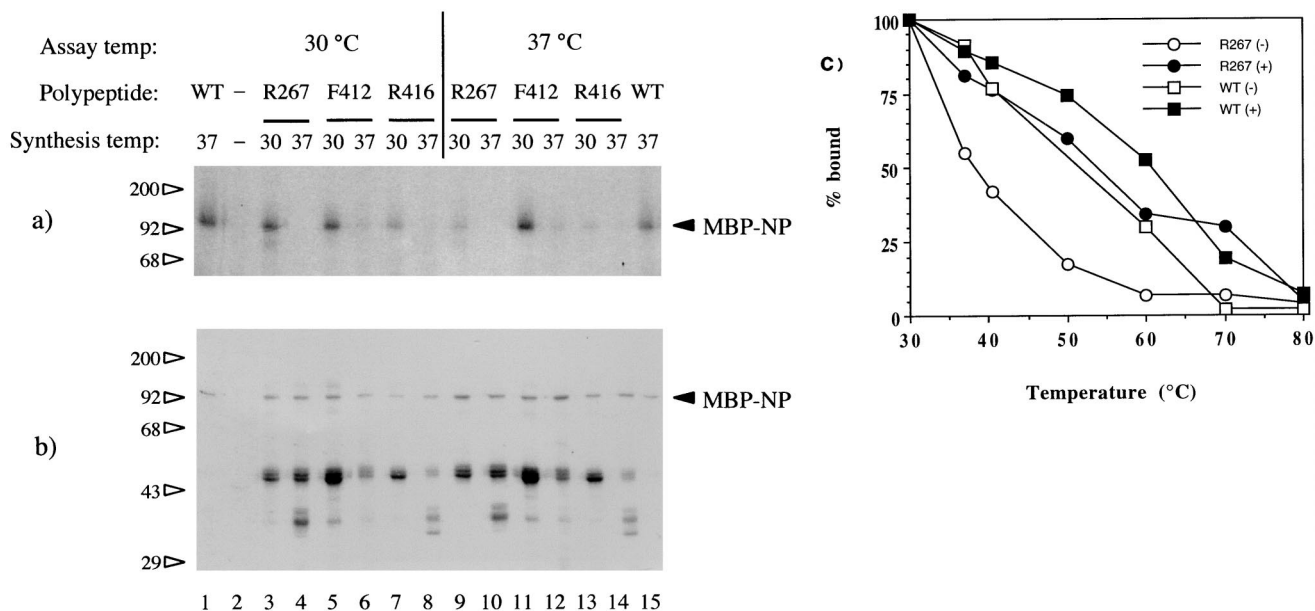 Assay temp: 30 °C 37 °C
Polypeptide: WT – R267 F412 R416 R267 F412 R416 WT
Synthesis temp: 37 – 30 37 30 37 30 37 30 37 30 37 30 37 37
a)
200
92
68
MBP-NP
b)
200
92
68
43
29
MBP-NP
1 2 3 4 5 6 7 8 9 10 11 12 13 14 15
C)
% bound
100
75
50
25
0
30 40 50 60 70 80
Temperature (°C)
R267 (-)
R267 (+)
WT (-)
WT (+)